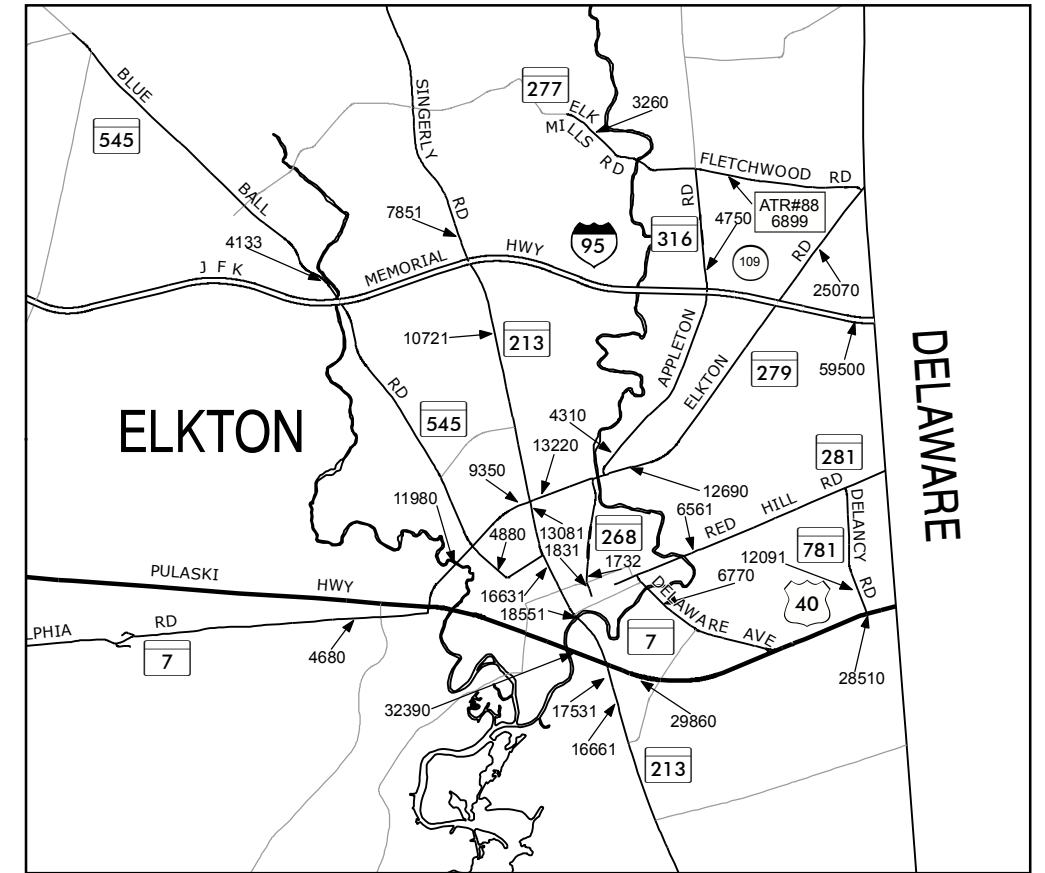 BLUE
BALL
RD
545
SINGERLY
RD
277
ELK
MILLS
RD
3260
FLETCHWOOD RD
ATR#88
6899
RD
4750
316
109
RD
25070
95
7851
4133
JFK
MEMORIAL
HWY
10721
213
APPLETON
ELKTON
279
59500
DELAWARE
ELKTON
545
4310
13220
9350
12690
281
6561
RED HILL RD
11980
4880
13081
1831
268
1732
12091
781
DELANCY
RD
6770
40
PULASKI
HWY
16631
18551
DELAWARE AVE
7
LPHIA
RD
7
4680
28510
32390
17531
29860
16661
213